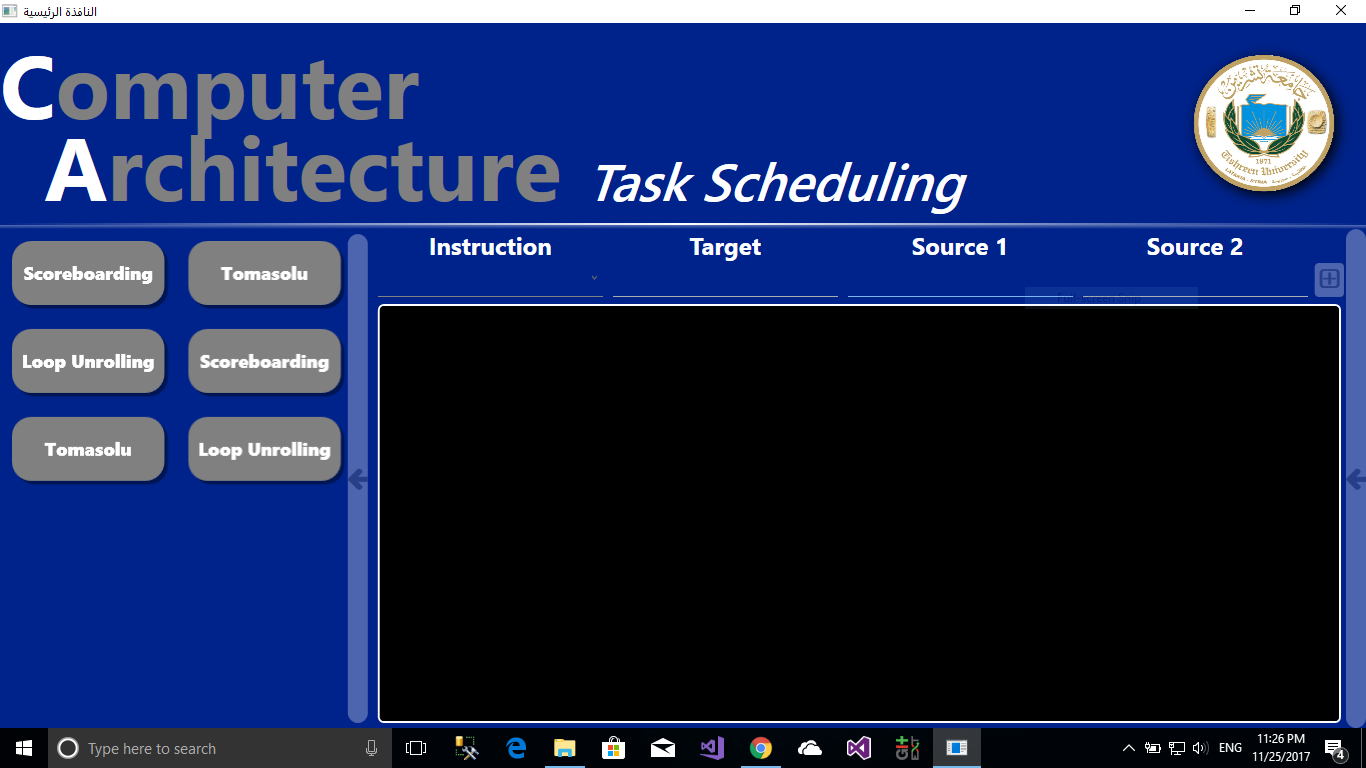 النافذة الرئيسية
Computer
Architecture Task Scheduling
جامعة تشرين
1971
Tishreen University
LATAKIA - SYRIA
Instruction Target Source 1 Source 2
Scoreboarding Tomasolu
Loop Unrolling Scoreboarding
Tomasolu Loop Unrolling
Type here to search
ENG
11:26 PM
11/25/2017
4